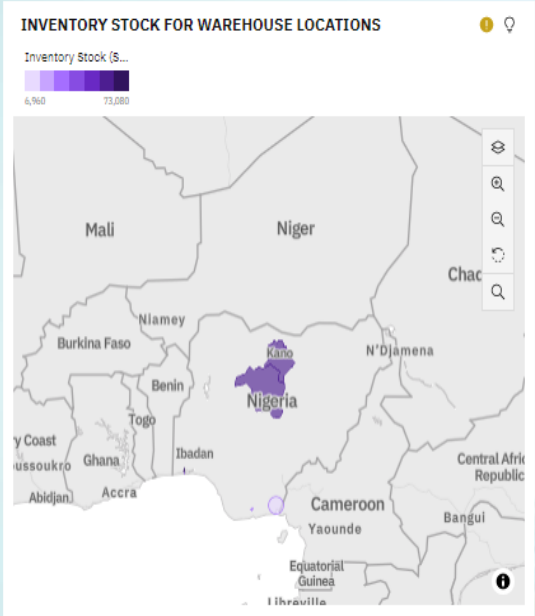 INVENTORY STOCK FOR WAREHOUSE LOCATIONS
Inventory Stock (S...
6,960 73,080
Mali
Niger
Chad
Niamey
Kano
N'Djamena
Burkina Faso
Benin
Nigeria
Togo
y Coast
Ghana
Ibadan
Central Afric
ussoukro
Republic
Abidjan
Accra
Cameroon
Bangui
Yaounde
Equatorial
Guinea
Libreville